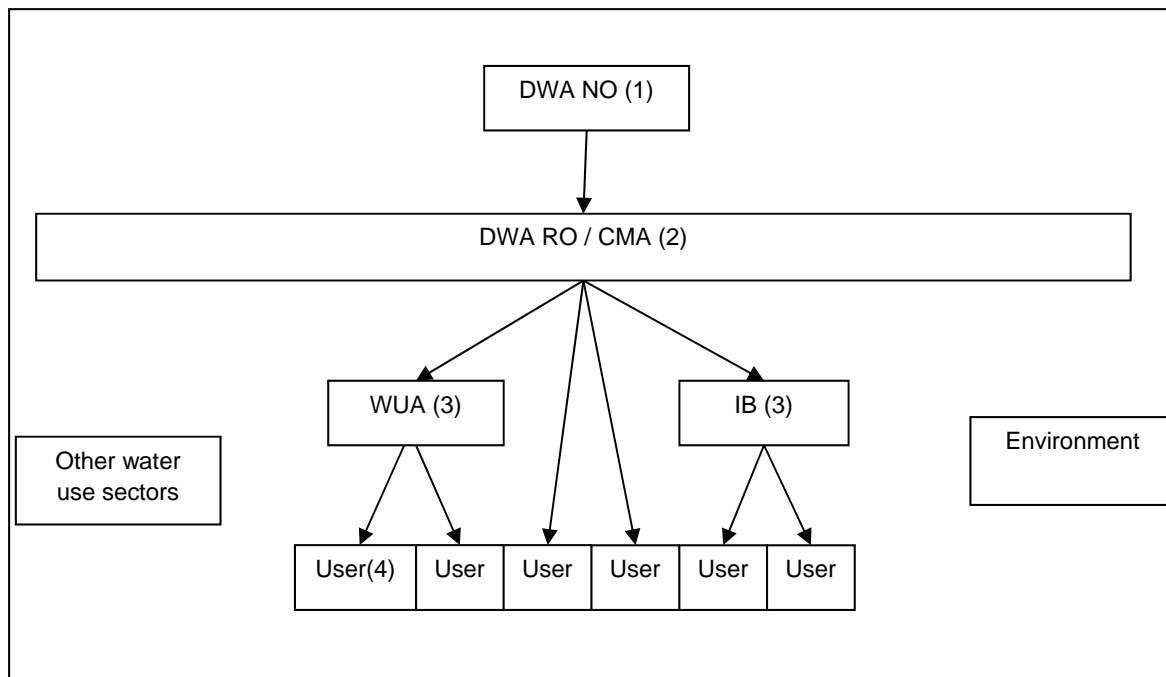 DWA NO (1)
DWA RO / CMA (2)
WUA (3)
IB (3)
Other water
use sectors
Environment
User(4)
User
User
User
User
User